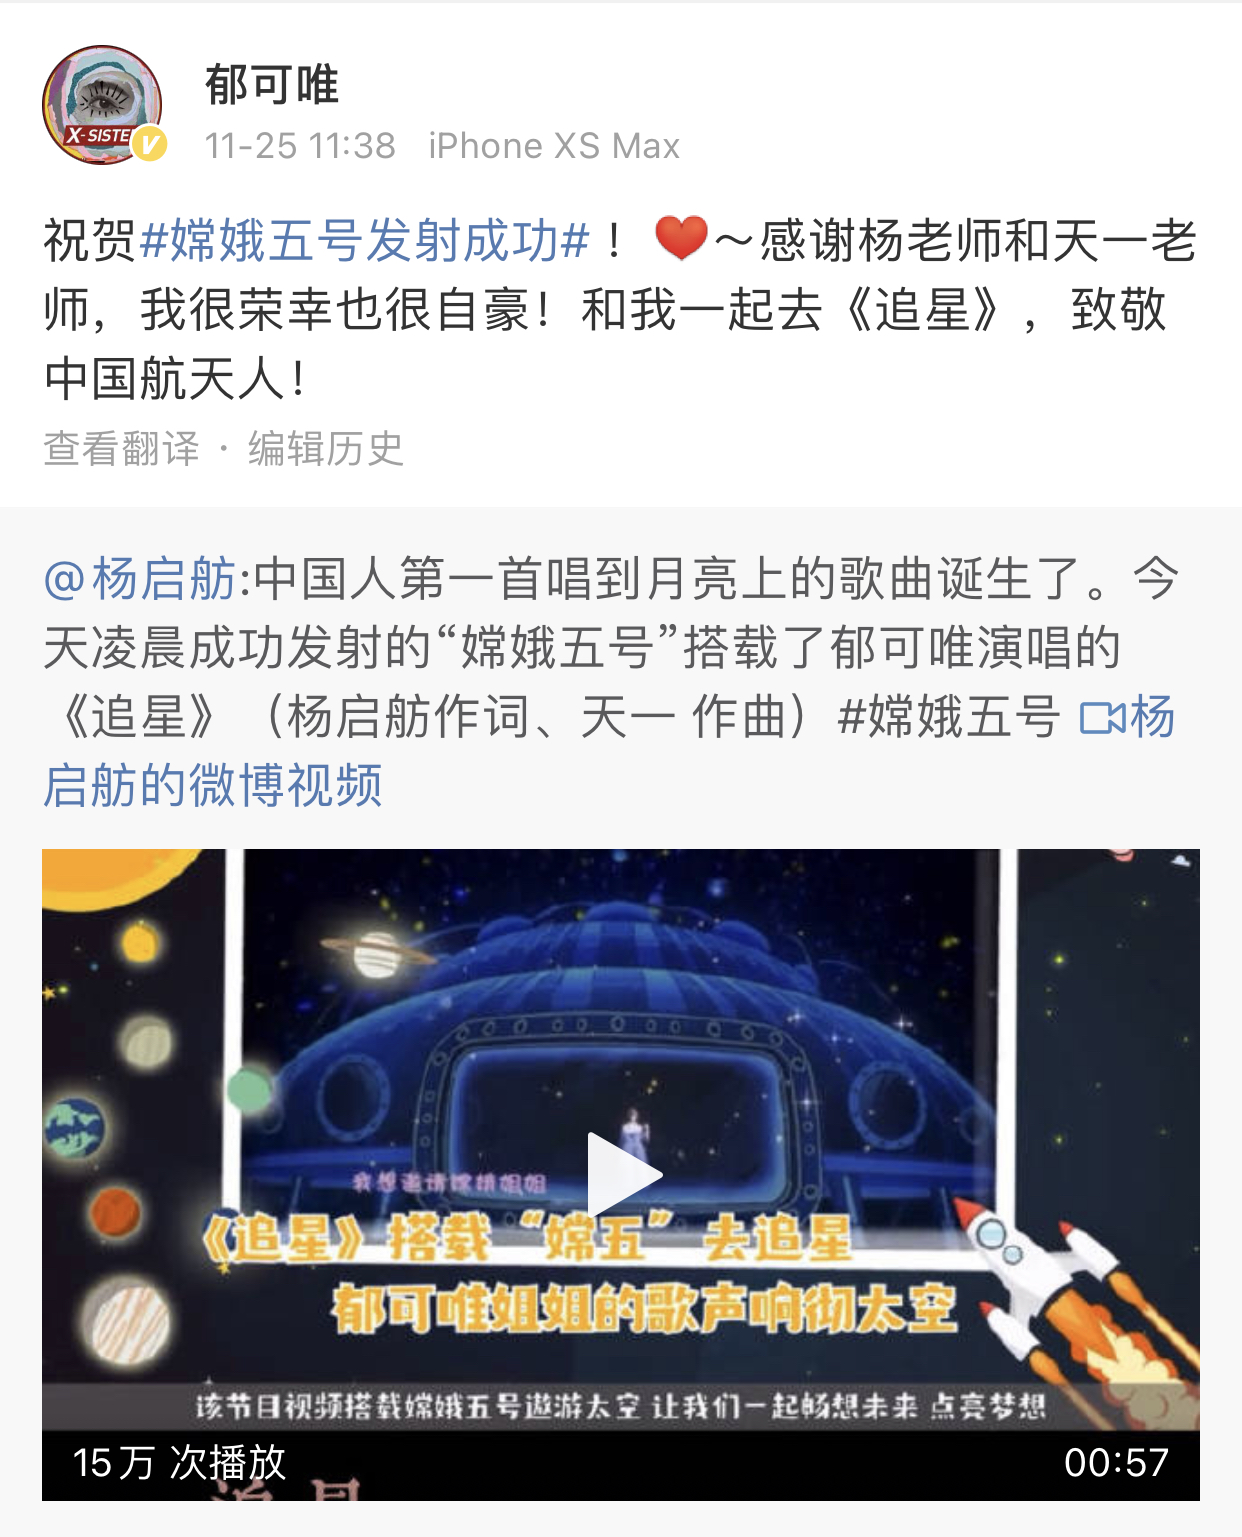 郁可唯
11-25 11:38 iPhone XS Max
X-SISTE
V
祝贺#嫦娥五号发射成功#！❤️～感谢杨老师和天一老
师，我很荣幸也很自豪！和我一起去《追星》，致敬
中国航天人！
查看翻译 · 编辑历史
@杨启舫:中国人第一首唱到月亮上的歌曲诞生了。今
天凌晨成功发射的“嫦娥五号”搭载了郁可唯演唱的
《追星》（杨启舫作词、天一 作曲）#嫦娥五号 杨
启舫的微博视频
我想邀请嫦娥姐姐
《追星》搭载“嫦五”去追星
郁可唯姐姐的歌声响彻太空
该节目视频搭载嫦娥五号遨游太空 让我们一起畅想未来 点亮梦想
15万 次播放
00:57